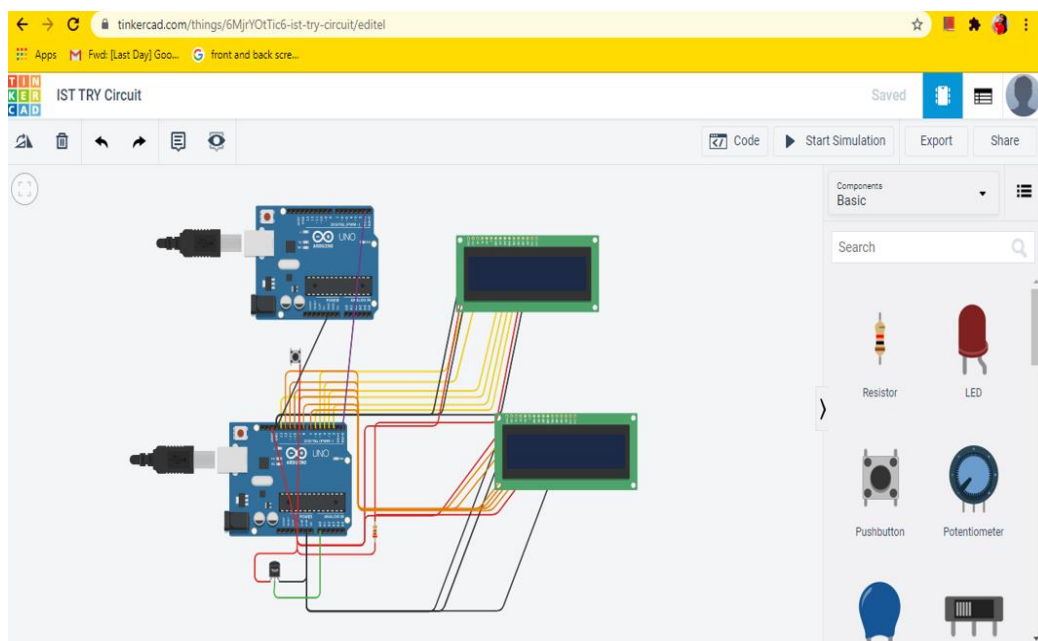 tinkercad.com/things/6MjrYOtTic6-ist-try-circuit/editel
Apps Fwd: [Last Day] Goo... front and back scre...
TIN
KER
CAD
IST TRY Circuit
Saved
Code Start Simulation Export Share
Components
Basic
Search
Resistor LED
Pushbutton Potentiometer
UNO
ARDUINO
UNO
ARDUINO